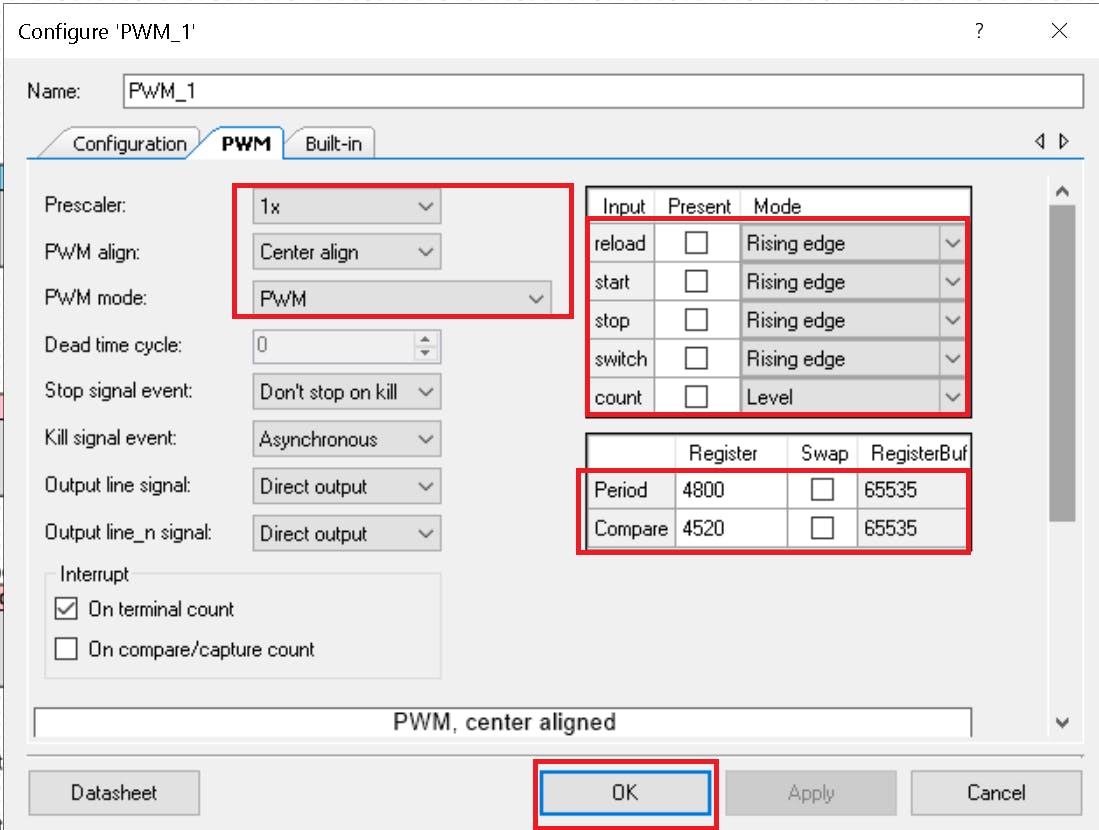 Configure 'PWM_1'
?
Name:
PWM_1
Configuration
PWM
Built-in
Prescaler:
1x
PWM align:
Center align
PWM mode:
PWM
Dead time cycle:
0
Stop signal event:
Don't stop on kill
Kill signal event:
Asynchronous
Output line signal:
Direct output
Output line_n signal:
Direct output
Interrupt
On terminal count
On compare/capture count
Input Present Mode
reload Rising edge
start Rising edge
stop Rising edge
switch Rising edge
count Level
Register Swap RegisterBuf
Period 4800 65535
Compare 4520 65535
PWM, center aligned
Datasheet
OK
Apply
Cancel